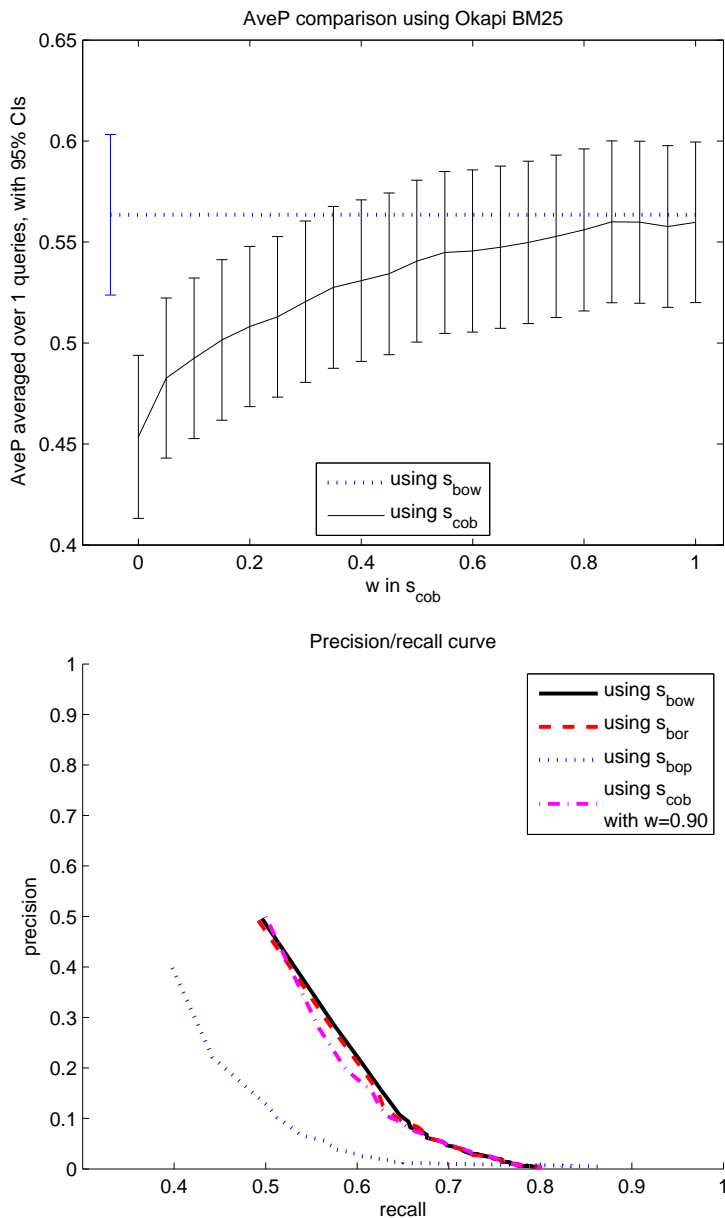 AveP comparison using Okapi BM25
0.65
0.6
0.55
0.5
0.45
0.4
AveP averaged over 1 queries, with 95% CIs
using s_bow
using s_cob
0 0.2 0.4 0.6 0.8 1
w in s_cob
Precision/recall curve
1
0.9
0.8
0.7
0.6
0.5
0.4
0.3
0.2
0.1
0
precision
using s_bow
using s_bor
using s_bop
using s_cob
with w=0.90
0.4 0.5 0.6 0.7 0.8 0.9 1
recall